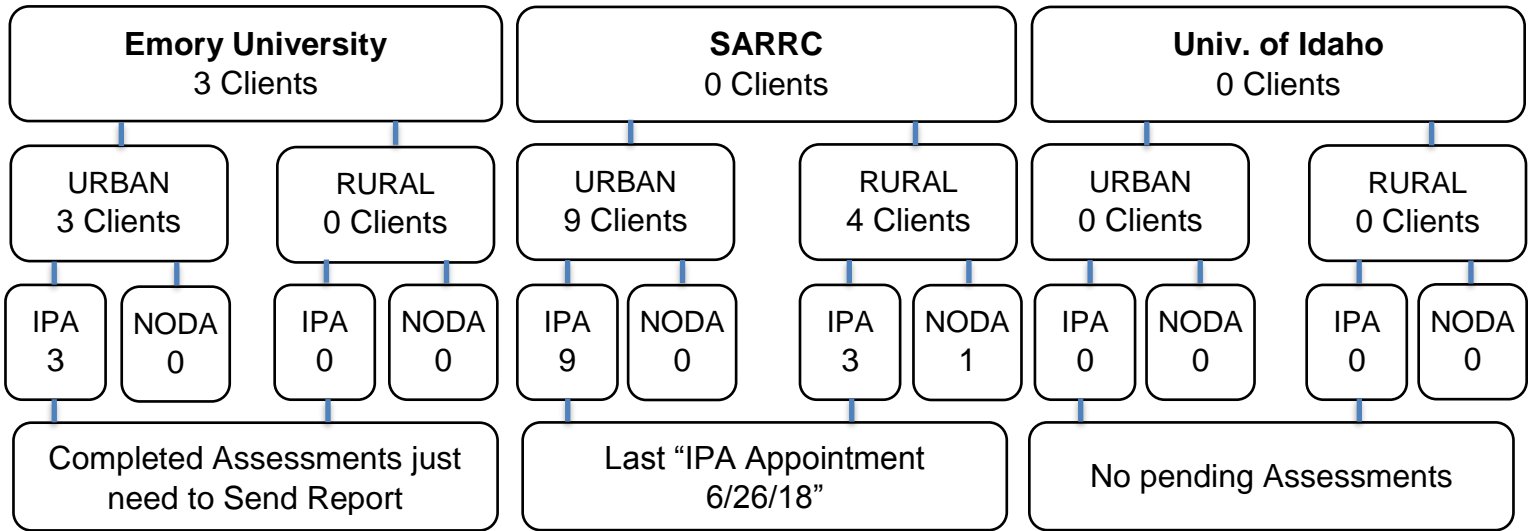 Emory University
3 Clients
SARRC
0 Clients
Univ. of Idaho
0 Clients
URBAN
3 Clients
RURAL
0 Clients
URBAN
9 Clients
RURAL
4 Clients
URBAN
0 Clients
RURAL
0 Clients
IPA
3
NODA
0
IPA
0
NODA
0
IPA
9
NODA
0
IPA
3
NODA
1
IPA
0
NODA
0
IPA
0
NODA
0
Completed Assessments just
need to Send Report
Last “IPA Appointment
6/26/18”
No pending Assessments